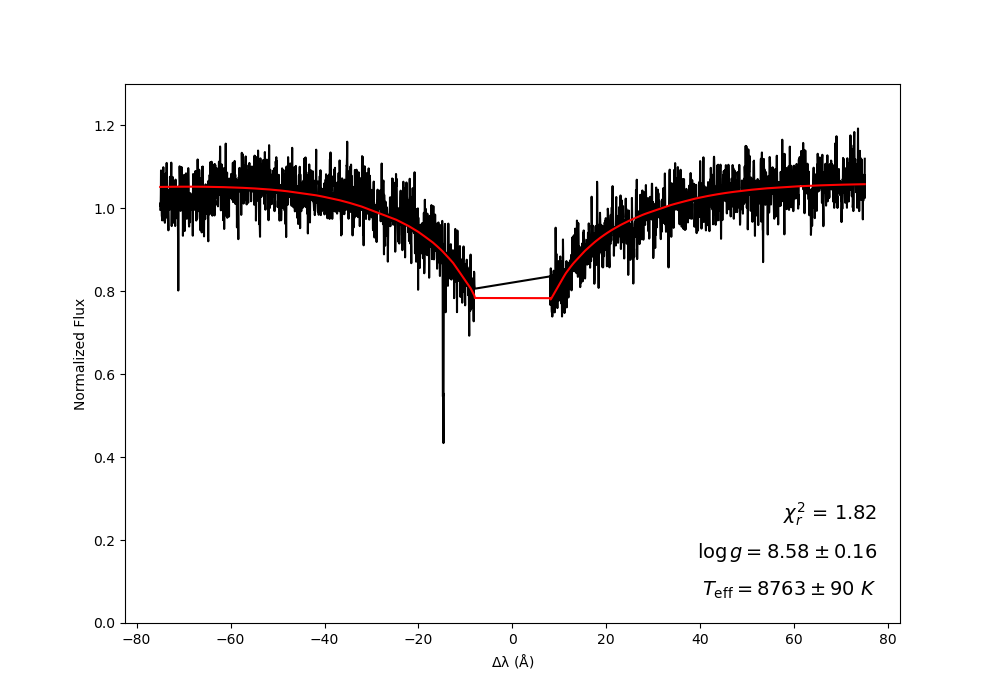 1.2
1.0
0.8
0.6
0.4
0.2
0.0
Normalized Flux
χ²ᵣ = 1.82
log g = 8.58 ± 0.16
T_eff = 8763 ± 90 K
−80 −60 −40 −20 0 20 40 60 80
Δλ (Å)